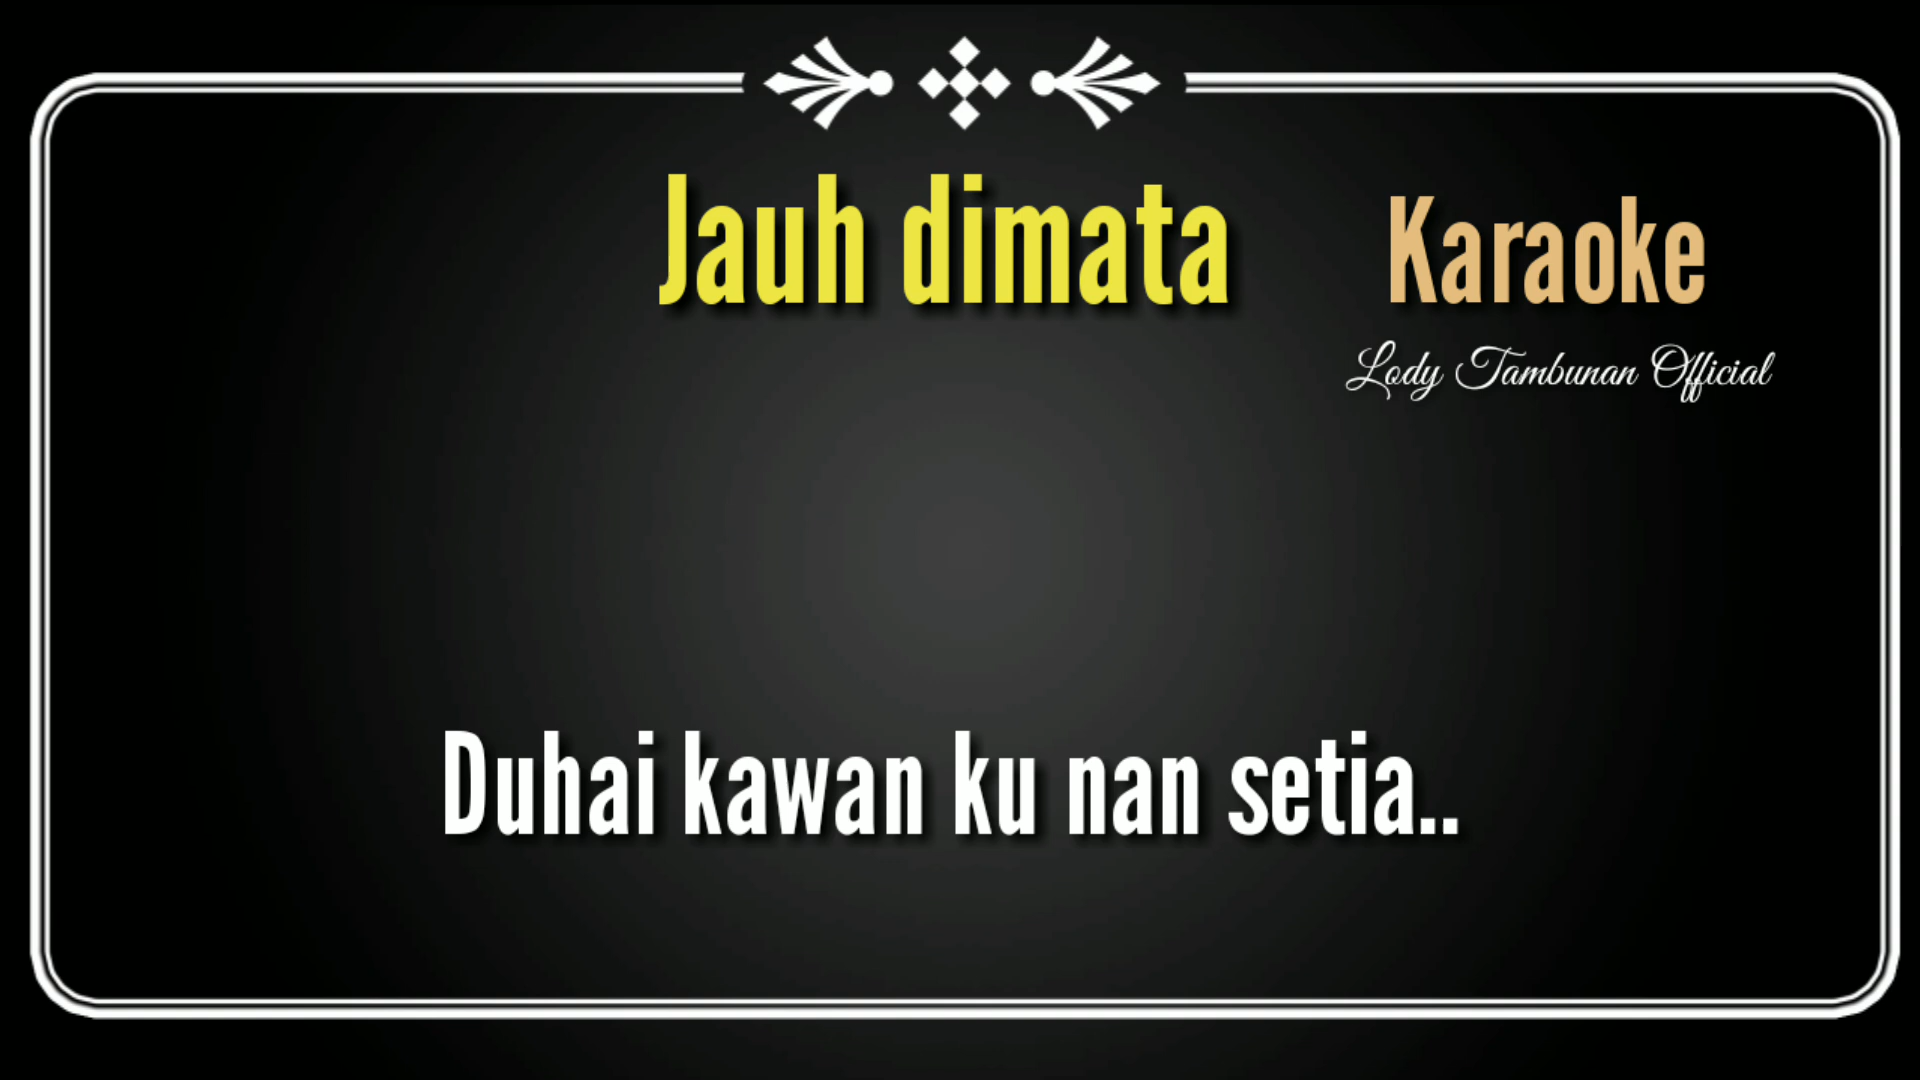 Jauh dimata
Karaoke
Lody Tambunan Official
Duhai kawan ku nan setia..